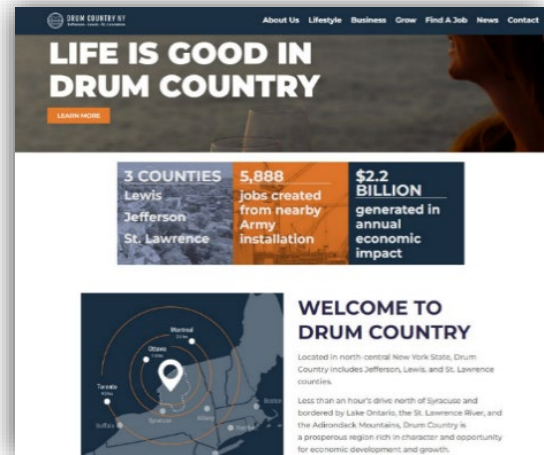 DRUM COUNTRY NY
Jefferson · Lewis · St. Lawrence
About Us Lifestyle Business Grow Find A Job News Contact
LIFE IS GOOD IN
DRUM COUNTRY
LEARN MORE
3 COUNTIES
Lewis
Jefferson
St. Lawrence
5,888
jobs created
from nearby
Army
installation
$2.2
BILLION
generated in
annual
economic
impact
Montreal
Ottawa
Toronto
Buffalo
Syracuse
Albany
Boston
WELCOME TO
DRUM COUNTRY
Located in north-central New York State, Drum
Country includes Jefferson, Lewis, and St. Lawrence
counties.
Less than an hour's drive north of Syracuse and
bordered by Lake Ontario, the St. Lawrence River, and
the Adirondack Mountains, Drum Country is
a prosperous region rich in character and opportunity
for economic development and growth.